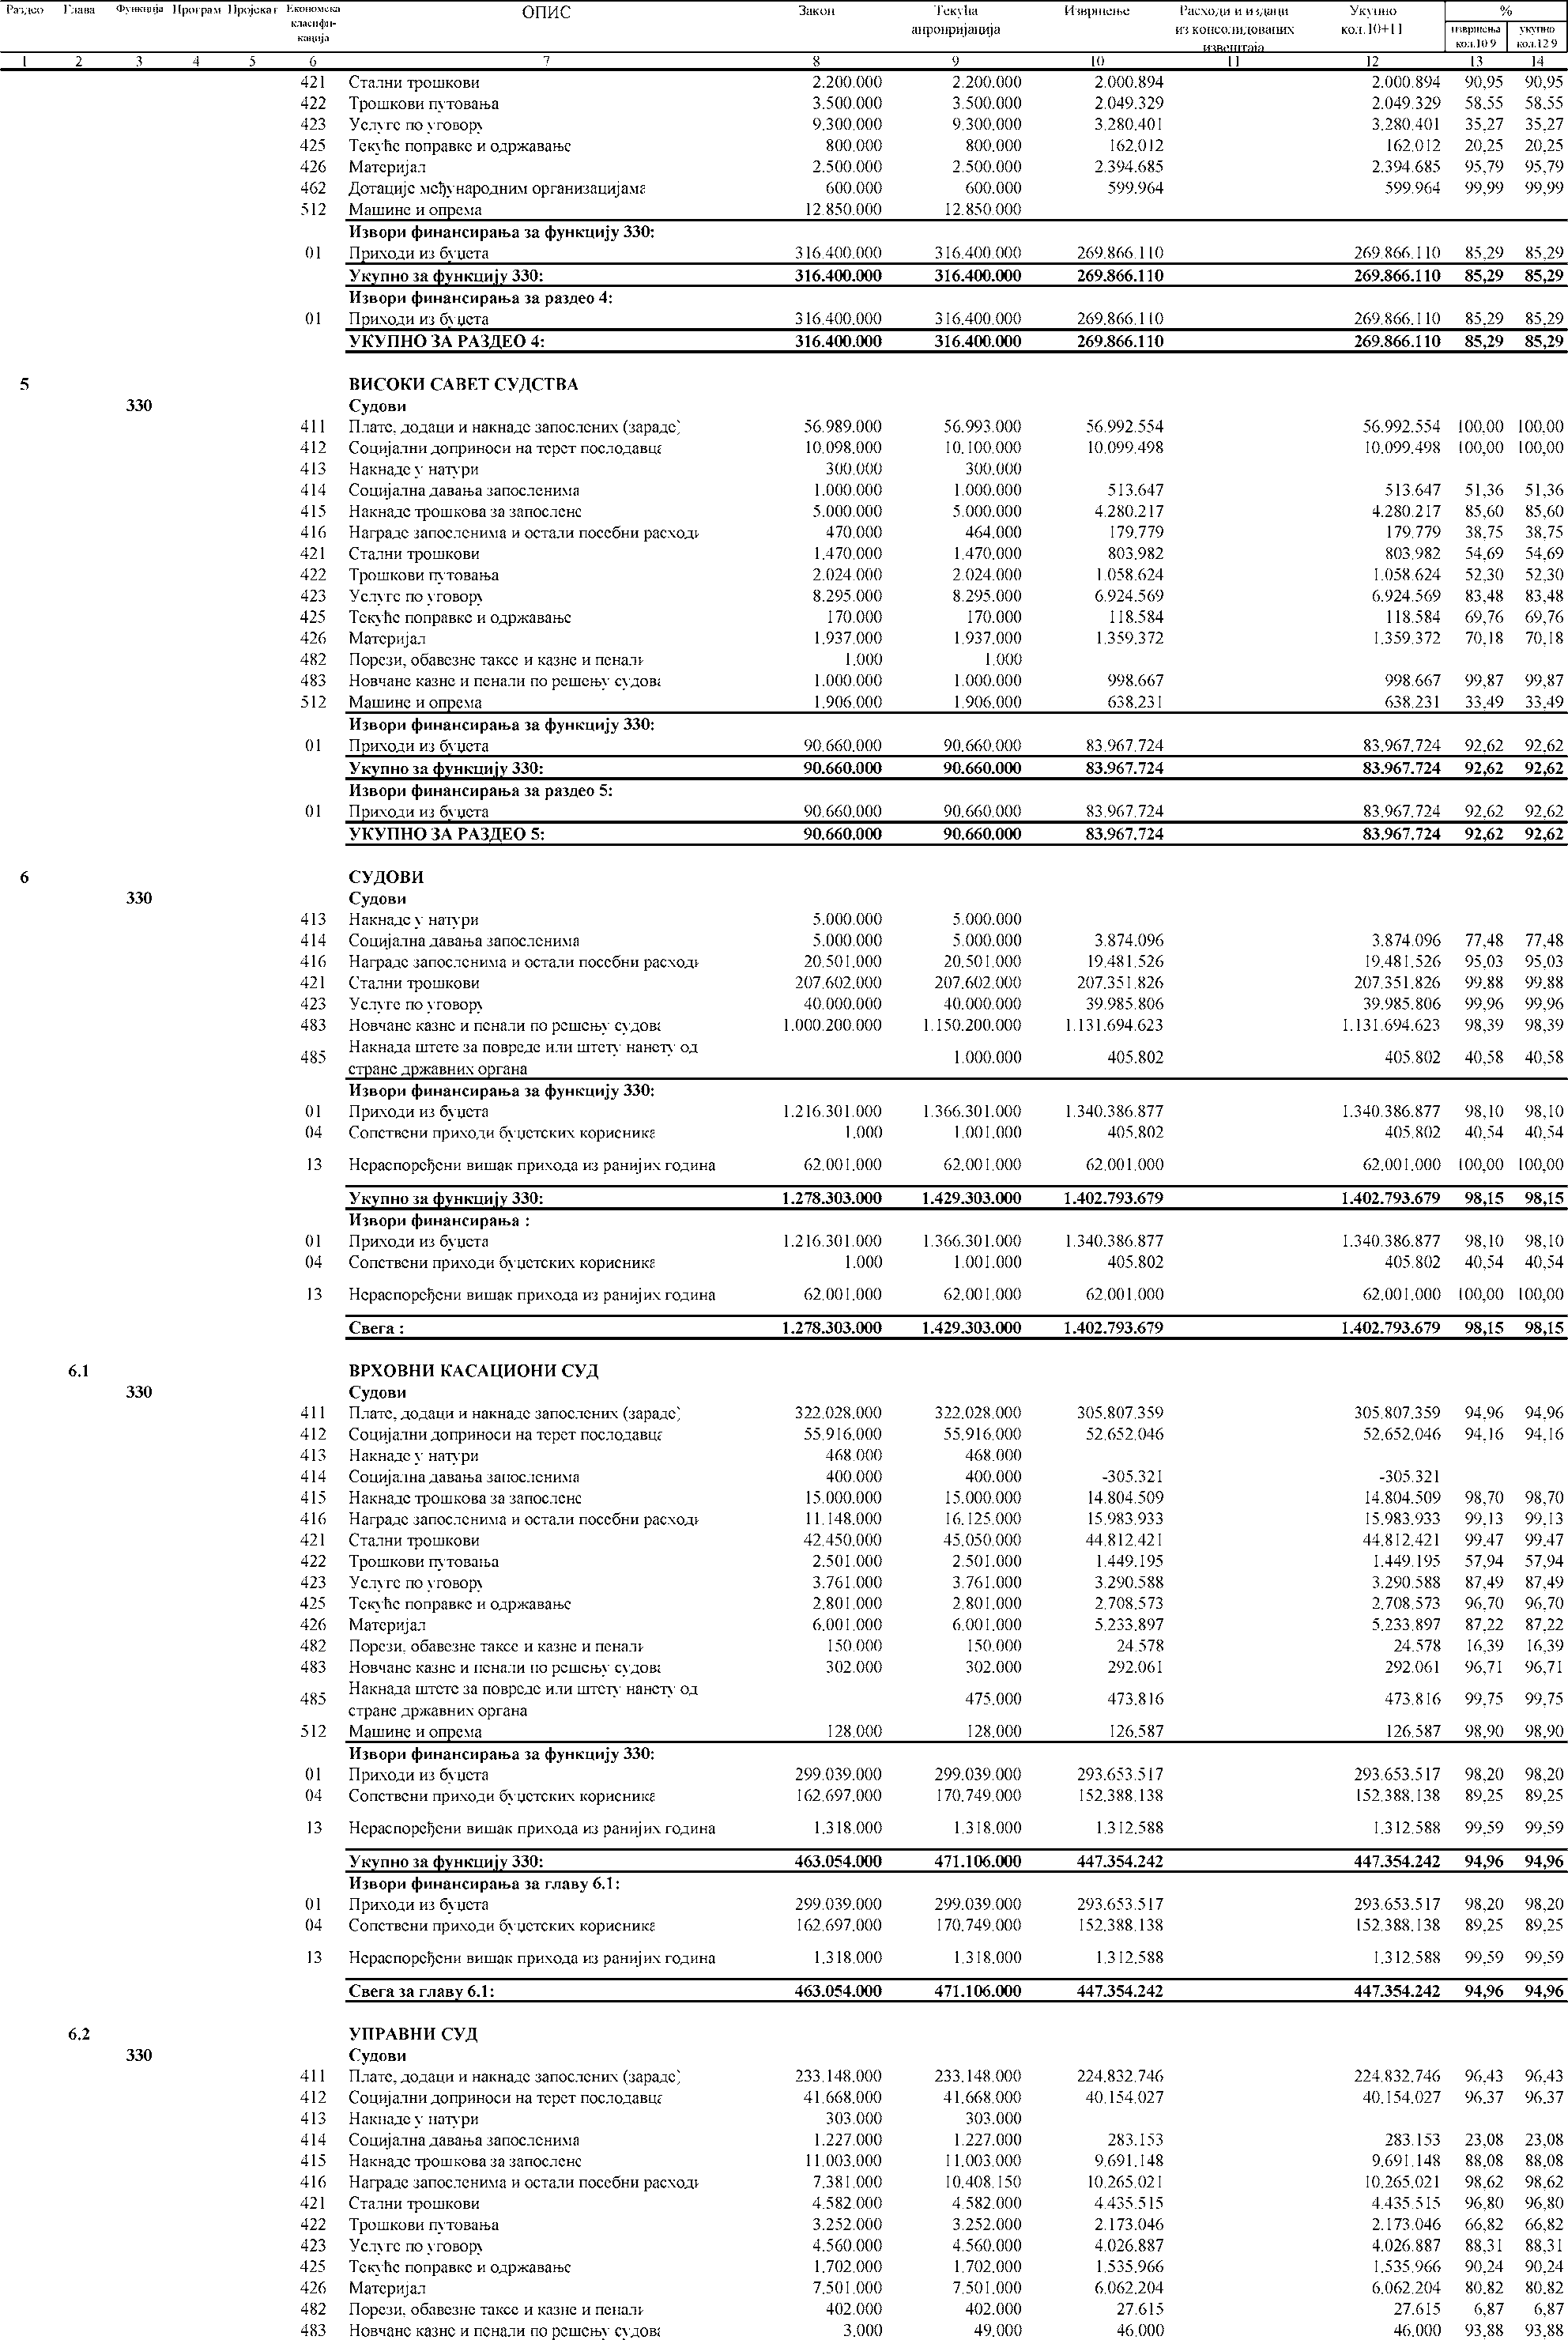 Раздео Глава Функција Програм Пројекат Економска класифи-кација ОПИС Закон Текућа апропријација Извршење Расходи и издаци из консолидованих извештаја Укупно кол.10+11 % извршења кол.10 9 укупно кол.12 9
1 2 3 4 5 6 7 8 9 10 11 12 13 14
421 Стални трошкови 2.200.000 2.200.000 2.000.894 2.000.894 90,95 90,95
422 Трошкови путовања 3.500.000 3.500.000 2.049.329 2.049.329 58,55 58,55
423 Услуге по уговору 9.300.000 9.300.000 3.280.401 3.280.401 35,27 35,27
425 Текуће поправке и одржавање 800.000 800.000 162.012 162.012 20,25 20,25
426 Материјал 2.500.000 2.500.000 2.394.685 2.394.685 95,79 95,79
462 Дотације међународним организацијама 600.000 600.000 599.964 599.964 99,99 99,99
512 Машине и опрема 12.850.000 12.850.000
Извори финансирања за функцију 330:
01 Приходи из буџета 316.400.000 316.400.000 269.866.110 269.866.110 85,29 85,29
Укупно за функцију 330: 316.400.000 316.400.000 269.866.110 269.866.110 85,29 85,29
Извори финансирања за раздео 4:
01 Приходи из буџета 316.400.000 316.400.000 269.866.110 269.866.110 85,29 85,29
УКУПНО ЗА РАЗДЕО 4: 316.400.000 316.400.000 269.866.110 269.866.110 85,29 85,29
5 ВИСОКИ САВЕТ СУДСТВА
330 Судови
411 Плате, додаци и накнаде запослених (зараде) 56.989.000 56.993.000 56.992.554 56.992.554 100,00 100,00
412 Социјални доприноси на терет послодавца 10.098.000 10.100.000 10.099.498 10.099.498 100,00 100,00
413 Накнаде у натури 300.000 300.000
414 Социјална давања запосленима 1.000.000 1.000.000 513.647 513.647 51,36 51,36
415 Накнаде трошкова за запослене 5.000.000 5.000.000 4.280.217 4.280.217 85,60 85,60
416 Награде запосленима и остали посебни расходи 470.000 464.000 179.779 179.779 38,75 38,75
421 Стални трошкови 1.470.000 1.470.000 803.982 803.982 54,69 54,69
422 Трошкови путовања 2.024.000 2.024.000 1.058.624 1.058.624 52,30 52,30
423 Услуге по уговору 8.295.000 8.295.000 6.924.569 6.924.569 83,48 83,48
425 Текуће поправке и одржавање 170.000 170.000 118.584 118.584 69,76 69,76
426 Материјал 1.937.000 1.937.000 1.359.372 1.359.372 70,18 70,18
482 Порези, обавезне таксе и казне и пенали 1.000 1.000
483 Новчане казне и пенали по решењу судова 1.000.000 1.000.000 998.667 998.667 99,87 99,87
512 Машине и опрема 1.906.000 1.906.000 638.231 638.231 33,49 33,49
Извори финансирања за функцију 330:
01 Приходи из буџета 90.660.000 90.660.000 83.967.724 83.967.724 92,62 92,62
Укупно за функцију 330: 90.660.000 90.660.000 83.967.724 83.967.724 92,62 92,62
Извори финансирања за раздео 5:
01 Приходи из буџета 90.660.000 90.660.000 83.967.724 83.967.724 92,62 92,62
УКУПНО ЗА РАЗДЕО 5: 90.660.000 90.660.000 83.967.724 83.967.724 92,62 92,62
6 СУДОВИ
330 Судови
413 Накнаде у натури 5.000.000 5.000.000
414 Социјална давања запосленима 5.000.000 5.000.000 3.874.096 3.874.096 77,48 77,48
416 Награде запосленима и остали посебни расходи 20.501.000 20.501.000 19.481.526 19.481.526 95,03 95,03
421 Стални трошкови 207.602.000 207.602.000 207.351.826 207.351.826 99,88 99,88
423 Услуге по уговору 40.000.000 40.000.000 39.985.806 39.985.806 99,96 99,96
483 Новчане казне и пенали по решењу судова 1.000.200.000 1.150.200.000 1.131.694.623 1.131.694.623 98,39 98,39
485 Накнада штете за повреде или штету нанету од стране државних органа 1.000.000 405.802 405.802 40,58 40,58
Извори финансирања за функцију 330:
01 Приходи из буџета 1.216.301.000 1.366.301.000 1.340.386.877 1.340.386.877 98,10 98,10
04 Сопствени приходи буџетских корисника 1.000 1.001.000 405.802 405.802 40,54 40,54
13 Нераспоређени вишак прихода из ранијих година 62.001.000 62.001.000 62.001.000 62.001.000 100,00 100,00
Укупно за функцију 330: 1.278.303.000 1.429.303.000 1.402.793.679 1.402.793.679 98,15 98,15
Извори финансирања :
01 Приходи из буџета 1.216.301.000 1.366.301.000 1.340.386.877 1.340.386.877 98,10 98,10
04 Сопствени приходи буџетских корисника 1.000 1.001.000 405.802 405.802 40,54 40,54
13 Нераспоређени вишак прихода из ранијих година 62.001.000 62.001.000 62.001.000 62.001.000 100,00 100,00
Свега : 1.278.303.000 1.429.303.000 1.402.793.679 1.402.793.679 98,15 98,15
6.1 ВРХОВНИ КАСАЦИОНИ СУД
330 Судови
411 Плате, додаци и накнаде запослених (зараде) 322.028.000 322.028.000 305.807.359 305.807.359 94,96 94,96
412 Социјални доприноси на терет послодавца 55.916.000 55.916.000 52.652.046 52.652.046 94,16 94,16
413 Накнаде у натури 468.000 468.000
414 Социјална давања запосленима 400.000 400.000 -305.321 -305.321
415 Накнаде трошкова за запослене 15.000.000 15.000.000 14.804.509 14.804.509 98,70 98,70
416 Награде запосленима и остали посебни расходи 11.148.000 16.125.000 15.983.933 15.983.933 99,13 99,13
421 Стални трошкови 42.450.000 45.050.000 44.812.421 44.812.421 99,47 99,47
422 Трошкови путовања 2.501.000 2.501.000 1.449.195 1.449.195 57,94 57,94
423 Услуге по уговору 3.761.000 3.761.000 3.290.588 3.290.588 87,49 87,49
425 Текуће поправке и одржавање 2.801.000 2.801.000 2.708.573 2.708.573 96,70 96,70
426 Материјал 6.001.000 6.001.000 5.233.897 5.233.897 87,22 87,22
482 Порези, обавезне таксе и казне и пенали 150.000 150.000 24.578 24.578 16,39 16,39
483 Новчане казне и пенали по решењу судова 302.000 302.000 292.061 292.061 96,71 96,71
485 Накнада штете за повреде или штету нанету од стране државних органа 475.000 473.816 473.816 99,75 99,75
512 Машине и опрема 128.000 128.000 126.587 126.587 98,90 98,90
Извори финансирања за функцију 330:
01 Приходи из буџета 299.039.000 299.039.000 293.653.517 293.653.517 98,20 98,20
04 Сопствени приходи буџетских корисника 162.697.000 170.749.000 152.388.138 152.388.138 89,25 89,25
13 Нераспоређени вишак прихода из ранијих година 1.318.000 1.318.000 1.312.588 1.312.588 99,59 99,59
Укупно за функцију 330: 463.054.000 471.106.000 447.354.242 447.354.242 94,96 94,96
Извори финансирања за главу 6.1:
01 Приходи из буџета 299.039.000 299.039.000 293.653.517 293.653.517 98,20 98,20
04 Сопствени приходи буџетских корисника 162.697.000 170.749.000 152.388.138 152.388.138 89,25 89,25
13 Нераспоређени вишак прихода из ранијих година 1.318.000 1.318.000 1.312.588 1.312.588 99,59 99,59
Свега за главу 6.1: 463.054.000 471.106.000 447.354.242 447.354.242 94,96 94,96
6.2 УПРАВНИ СУД
330 Судови
411 Плате, додаци и накнаде запослених (зараде) 233.148.000 233.148.000 224.832.746 224.832.746 96,43 96,43
412 Социјални доприноси на терет послодавца 41.668.000 41.668.000 40.154.027 40.154.027 96,37 96,37
413 Накнаде у натури 303.000 303.000
414 Социјална давања запосленима 1.227.000 1.227.000 283.153 283.153 23,08 23,08
415 Накнаде трошкова за запослене 11.003.000 11.003.000 9.691.148 9.691.148 88,08 88,08
416 Награде запосленима и остали посебни расходи 7.381.000 10.408.150 10.265.021 10.265.021 98,62 98,62
421 Стални трошкови 4.582.000 4.582.000 4.435.515 4.435.515 96,80 96,80
422 Трошкови путовања 3.252.000 3.252.000 2.173.046 2.173.046 66,82 66,82
423 Услуге по уговору 4.560.000 4.560.000 4.026.887 4.026.887 88,31 88,31
425 Текуће поправке и одржавање 1.702.000 1.702.000 1.535.966 1.535.966 90,24 90,24
426 Материјал 7.501.000 7.501.000 6.062.204 6.062.204 80,82 80,82
482 Порези, обавезне таксе и казне и пенали 402.000 402.000 27.615 27.615 6,87 6,87
483 Новчане казне и пенали по решењу судова 3.000 49.000 46.000 46.000 93,88 93,88